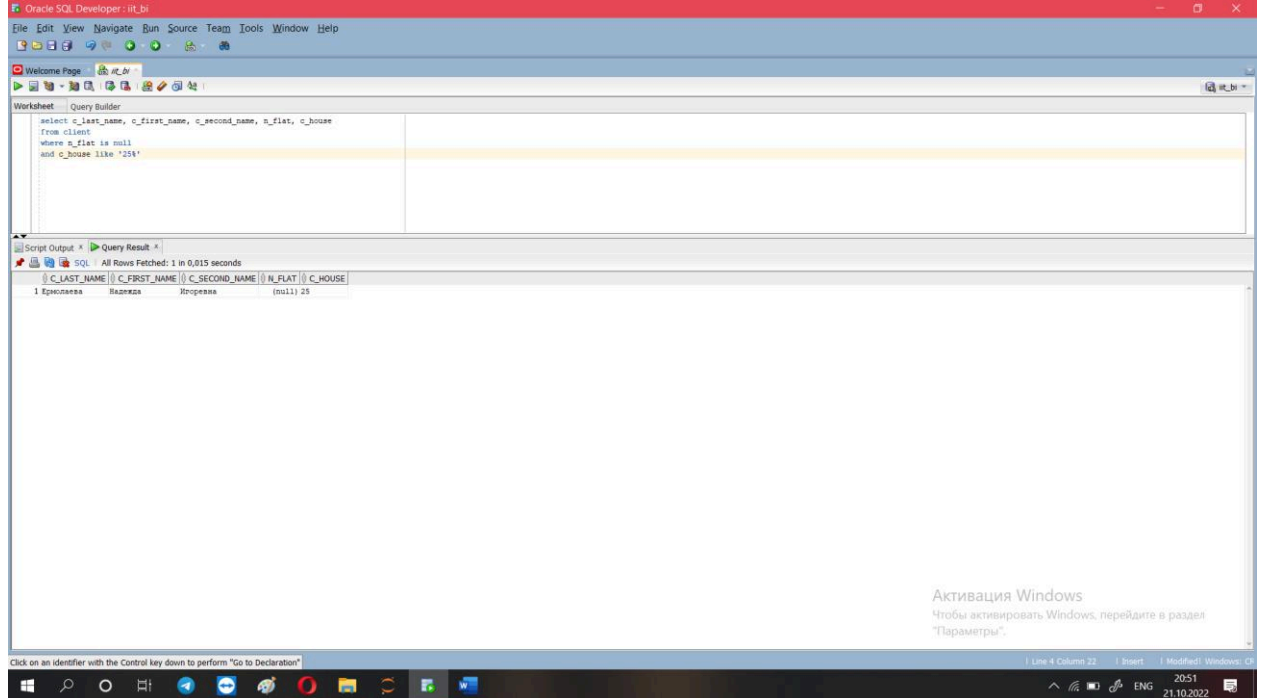 Oracle SQL Developer : iit_bi
File Edit View Navigate Run Source Team Tools Window Help
Welcome Page iit_bi
iit_bi
Worksheet Query Builder
select c_last_name, c_first_name, c_second_name, n_flat, c_house
from client
where n_flat is null
and c_house like '25%'
Script Output × Query Result ×
SQL | All Rows Fetched: 1 in 0,015 seconds
C_LAST_NAME C_FIRST_NAME C_SECOND_NAME N_FLAT C_HOUSE
1 Ермолаева Надежда Игоревна (null) 25
Активация Windows
Чтобы активировать Windows, перейдите в раздел
"Параметры".
Click on an identifier with the Control key down to perform "Go to Declaration"
Line 4 Column 22 | Insert | Modified | Windows: CF
20:51
ENG
21.10.2022